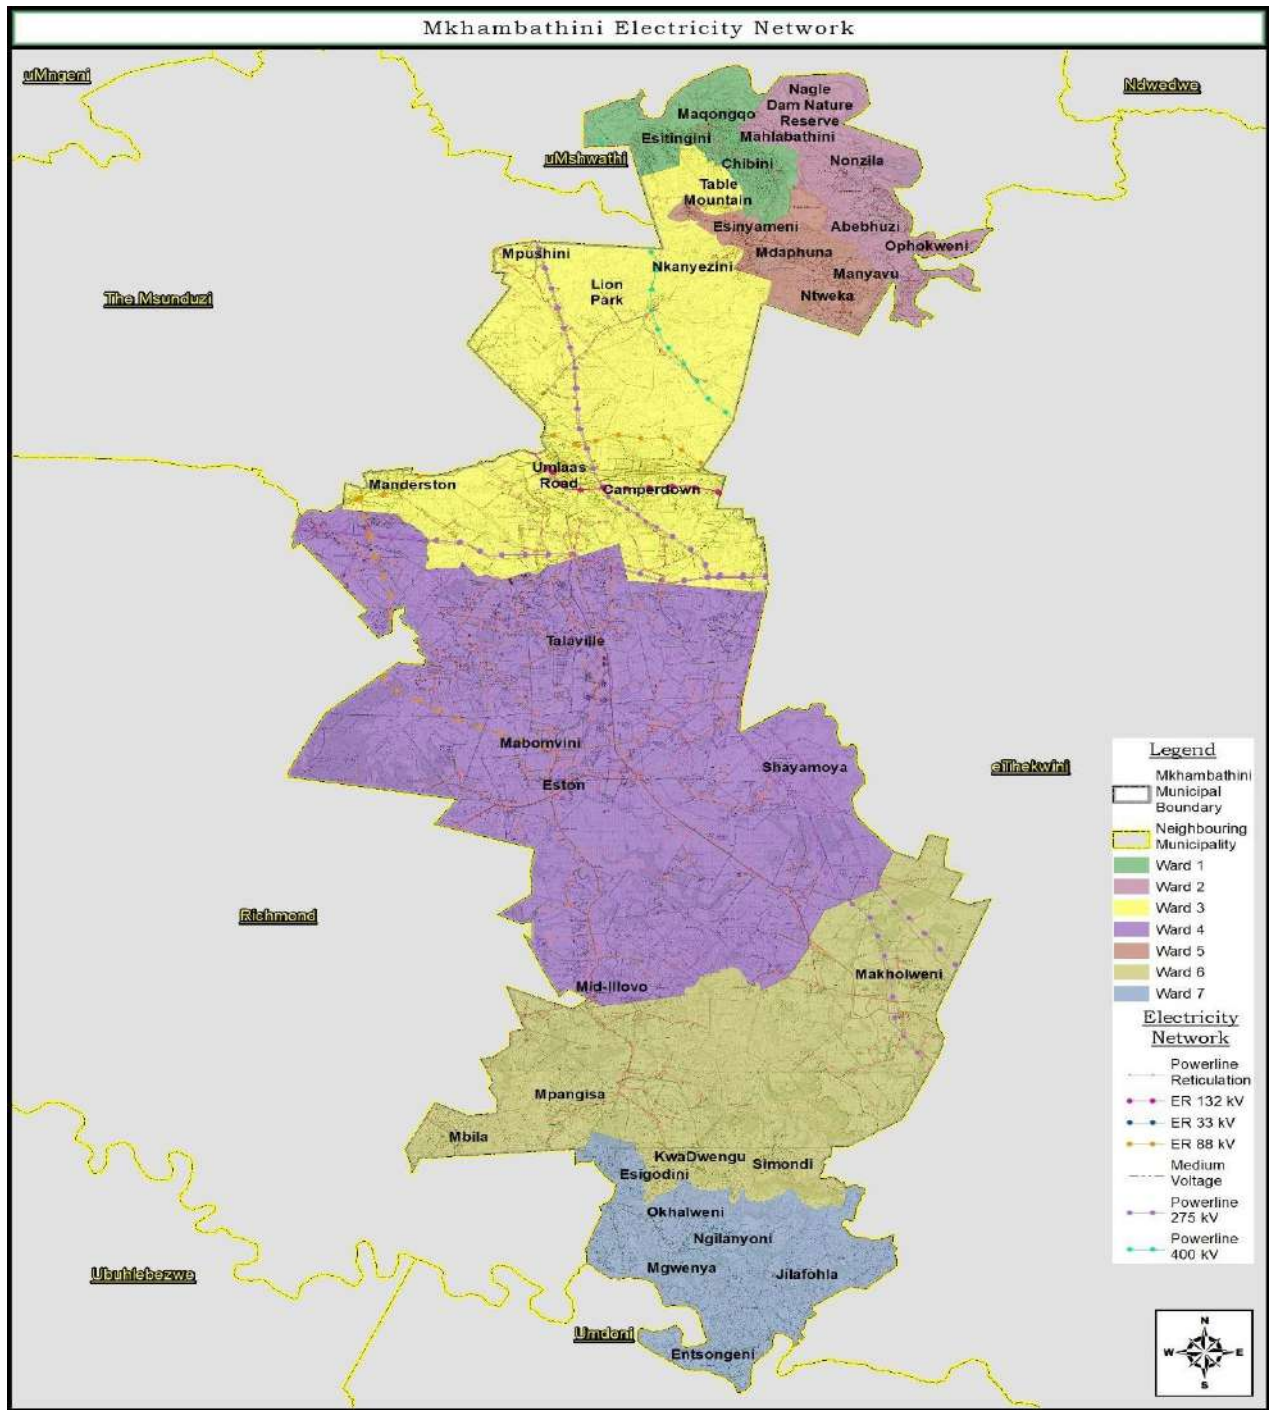 Mkhambathini Electricity Network
uMngeni
Ndwedwe
Nagle
Dam Nature
Reserve
Maqongqo
Esitingini
Mahlabathini
uMshwathi
Chibini
Nonzila
Table
Mountain
Esinyameni
Abebhuzi
Ophokweni
Mpushini
Mdaphuna
Nkanyezini
Manyavu
Lion
Park
Ntweka
The Msunduzi
Umlaas
Road
Manderston
Camperdown
Talaville
Mabomvini
Shayamoya
eThekwini
Eston
Richmond
Makholweni
Mid-Illovo
Mpangisa
Mbila
KwaDwengu
Simondi
Esigodini
Okhalweni
Ngilanyoni
Mgwenya
Jilafohla
Ubuhlebezwe
Umdoni
Entsongeni
Legend
Mkhambathini
Municipal
Boundary
Neighbouring
Municipality
Ward 1
Ward 2
Ward 3
Ward 4
Ward 5
Ward 6
Ward 7
Electricity
Network
Powerline
Reticulation
ER 132 kV
ER 33 kV
ER 88 kV
Medium
Voltage
Powerline
275 kV
Powerline
400 kV
N
W E
S